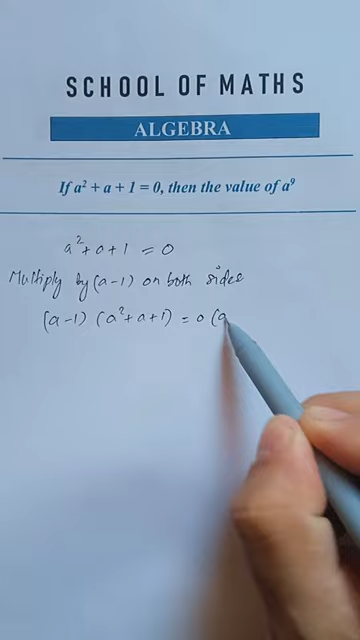 SCHOOL OF MATHS
ALGEBRA
If a² + a + 1 = 0, then the value of a⁹
a² + a + 1 = 0
Multiply by (a-1) on both sides
(a-1) (a² + a + 1) = 0 (a